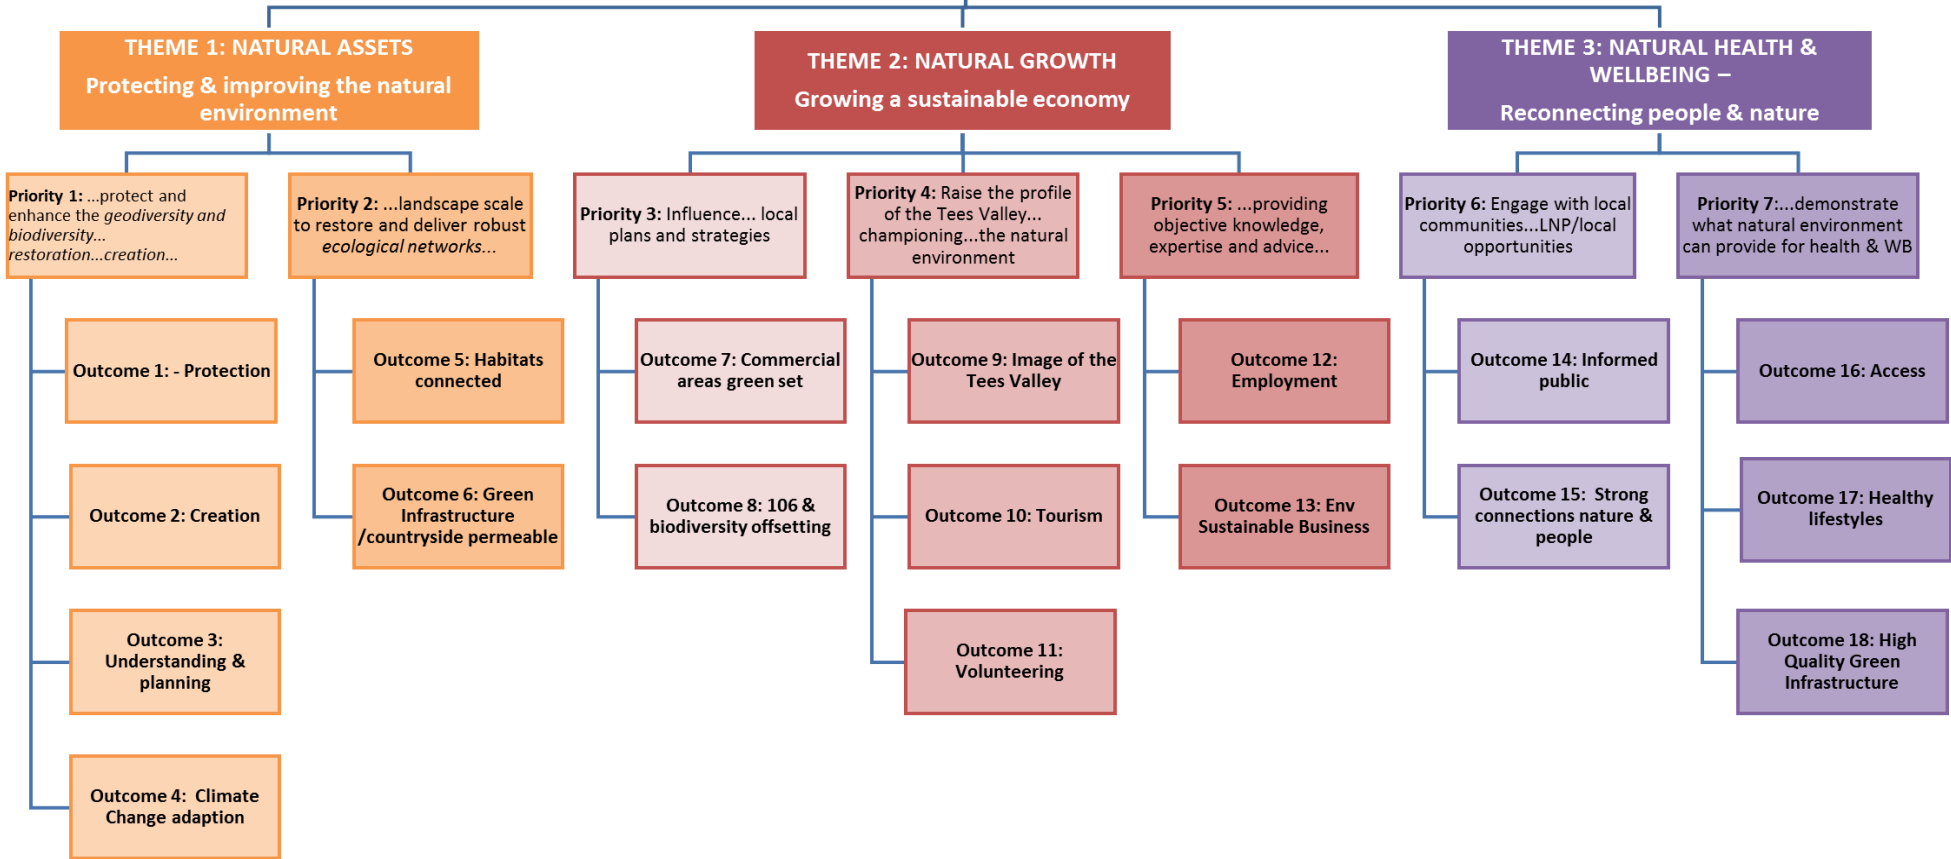 THEME 1: NATURAL ASSETS
Protecting & improving the natural
environment
THEME 2: NATURAL GROWTH
Growing a sustainable economy
THEME 3: NATURAL HEALTH &
WELLBEING –
Reconnecting people & nature
Priority 1: ...protect and
enhance the geodiversity and
biodiversity...
restoration...creation...
Priority 2: ...landscape scale
to restore and deliver robust
ecological networks...
Priority 3: Influence... local
plans and strategies
Priority 4: Raise the profile
of the Tees Valley...
championing...the natural
environment
Priority 5: ...providing
objective knowledge,
expertise and advice...
Priority 6: Engage with local
communities...LNP/local
opportunities
Priority 7:...demonstrate
what natural environment
can provide for health & WB
Outcome 1: - Protection
Outcome 2: Creation
Outcome 3:
Understanding &
planning
Outcome 4: Climate
Change adaption
Outcome 5: Habitats
connected
Outcome 6: Green
Infrastructure
/countryside permeable
Outcome 7: Commercial
areas green set
Outcome 8: 106 &
biodiversity offsetting
Outcome 9: Image of the
Tees Valley
Outcome 10: Tourism
Outcome 11:
Volunteering
Outcome 12:
Employment
Outcome 13: Env
Sustainable Business
Outcome 14: Informed
public
Outcome 15: Strong
connections nature &
people
Outcome 16: Access
Outcome 17: Healthy
lifestyles
Outcome 18: High
Quality Green
Infrastructure